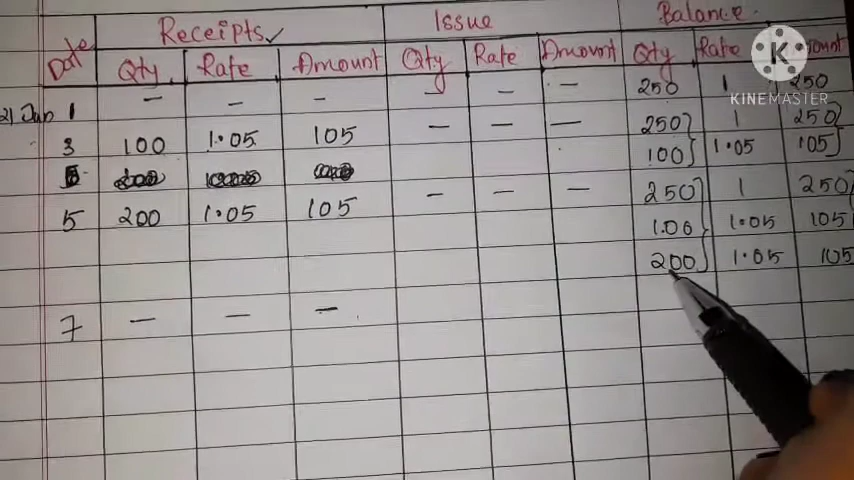 Date Receipts✓ Issue Balance
Qty Rate Amount Qty Rate Amount Qty Rate
K
KINEMASTER
1 — — — — — 250 1 250
3 100 1.05 105 — — — 250 1 250
100 1.05 105
5 200 1.05 105 — — — 250 1 250
100 1.05 105
200 1.05 105
7 — — —